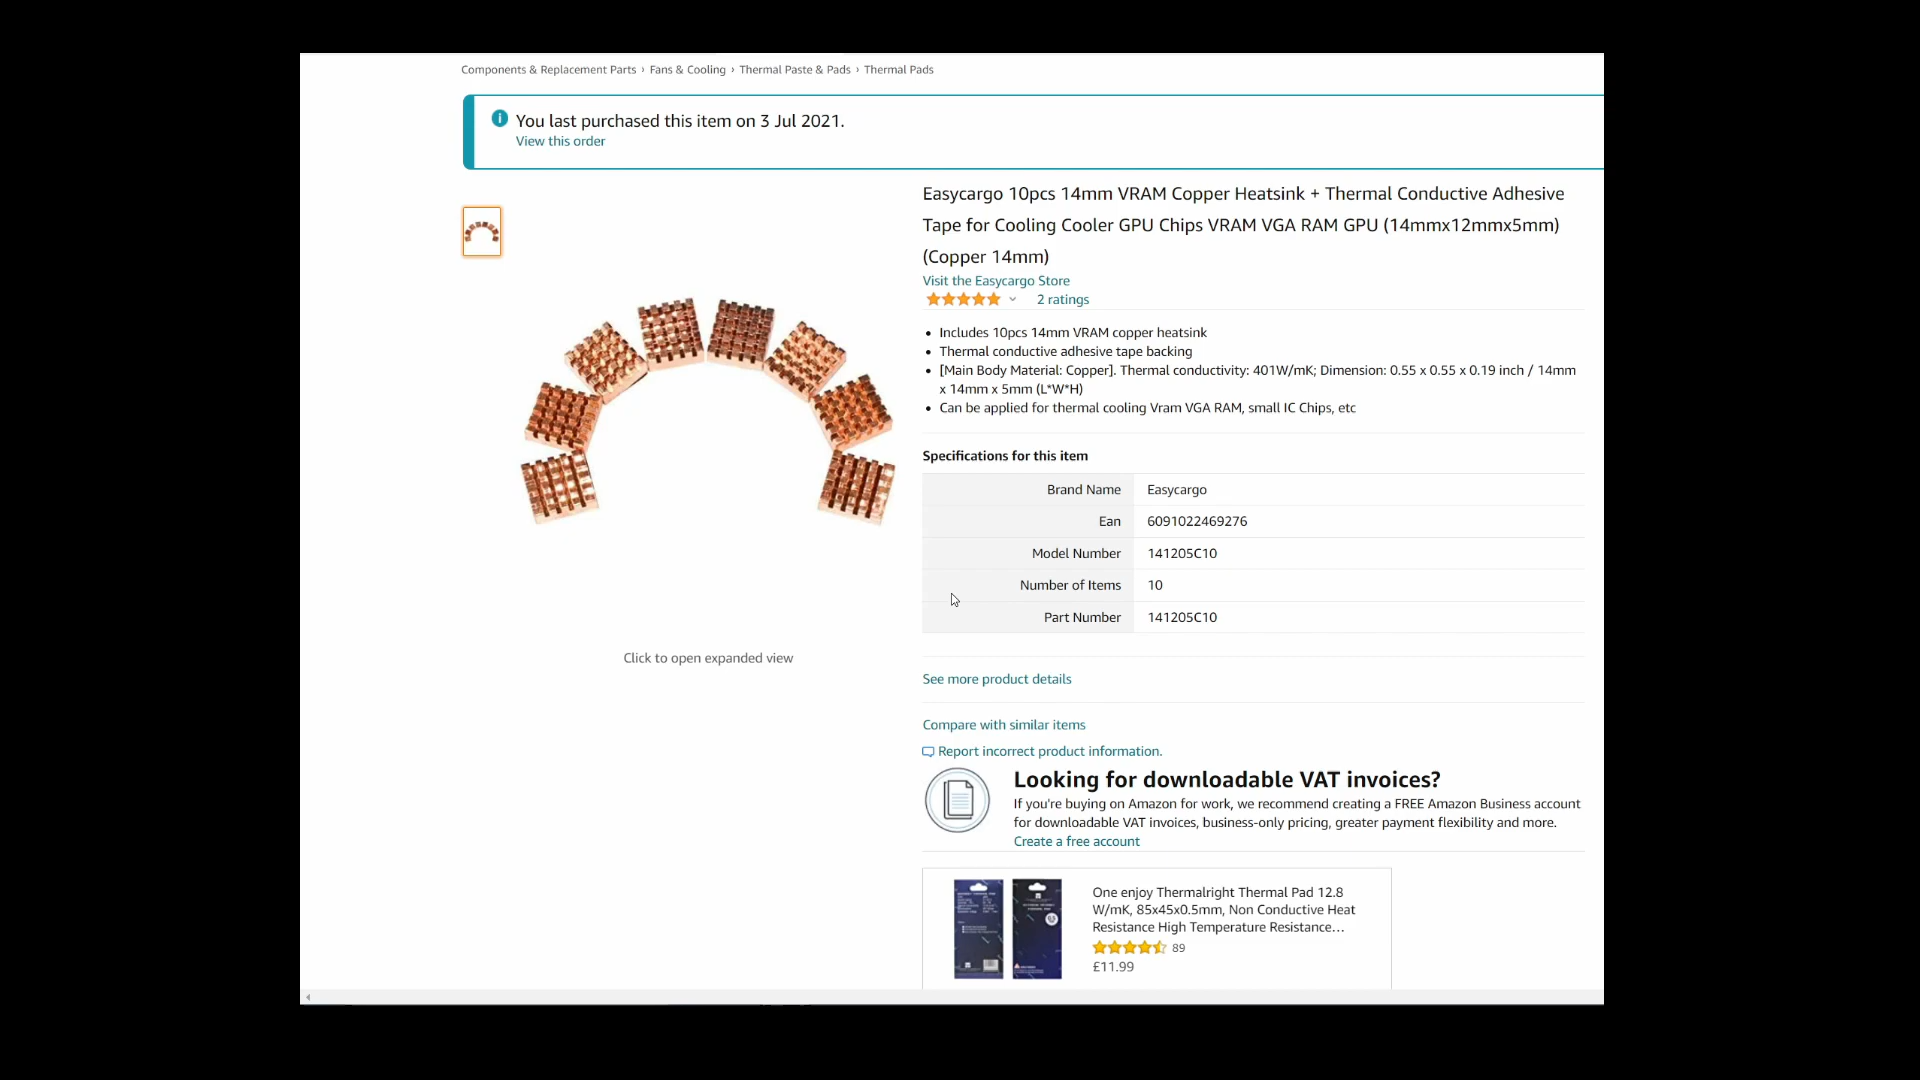 Components & Replacement Parts › Fans & Cooling › Thermal Paste & Pads › Thermal Pads
You last purchased this item on 3 Jul 2021.
View this order
Easycargo 10pcs 14mm VRAM Copper Heatsink + Thermal Conductive Adhesive
Tape for Cooling Cooler GPU Chips VRAM VGA RAM GPU (14mmx12mmx5mm)
(Copper 14mm)
Visit the Easycargo Store
2 ratings
• Includes 10pcs 14mm VRAM copper heatsink
• Thermal conductive adhesive tape backing
• [Main Body Material: Copper]. Thermal conductivity: 401W/mK; Dimension: 0.55 x 0.55 x 0.19 inch / 14mm
x 14mm x 5mm (L*W*H)
• Can be applied for thermal cooling Vram VGA RAM, small IC Chips, etc
Specifications for this item
Brand Name Easycargo
Ean 6091022469276
Model Number 141205C10
Number of Items 10
Part Number 141205C10
Click to open expanded view
See more product details
Compare with similar items
Report incorrect product information.
Looking for downloadable VAT invoices?
If you're buying on Amazon for work, we recommend creating a FREE Amazon Business account
for downloadable VAT invoices, business-only pricing, greater payment flexibility and more.
Create a free account
One enjoy Thermalright Thermal Pad 12.8
W/mK, 85x45x0.5mm, Non Conductive Heat
Resistance High Temperature Resistance...
89
£11.99